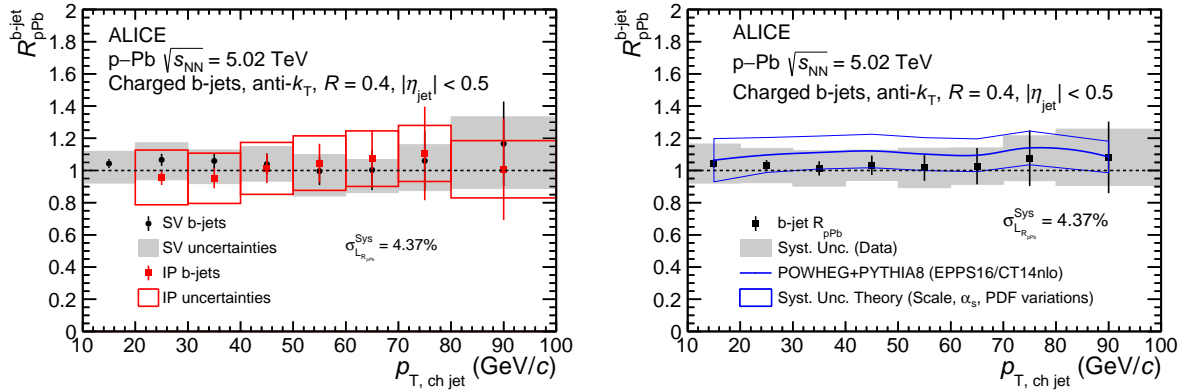 R_pPb^b-jet
2
1.8
1.6
1.4
1.2
1
0.8
0.6
0.4
0.2
0
ALICE
p−Pb √s_NN = 5.02 TeV
Charged b-jets, anti-k_T, R = 0.4, |η_jet| < 0.5
SV b-jets
SV uncertainties
IP b-jets
IP uncertainties
σ_L_R_pPb^Sys = 4.37%
10 20 30 40 50 60 70 80 90 100
p_T, ch jet (GeV/c)
R_pPb^b-jet
2
1.8
1.6
1.4
1.2
1
0.8
0.6
0.4
0.2
0
ALICE
p−Pb √s_NN = 5.02 TeV
Charged b-jets, anti-k_T, R = 0.4, |η_jet| < 0.5
b-jet R_pPb
σ_L_R_pPb^Sys = 4.37%
Syst. Unc. (Data)
POWHEG+PYTHIA8 (EPPS16/CT14nlo)
Syst. Unc. Theory (Scale, α_s, PDF variations)
10 20 30 40 50 60 70 80 90 100
p_T, ch jet (GeV/c)